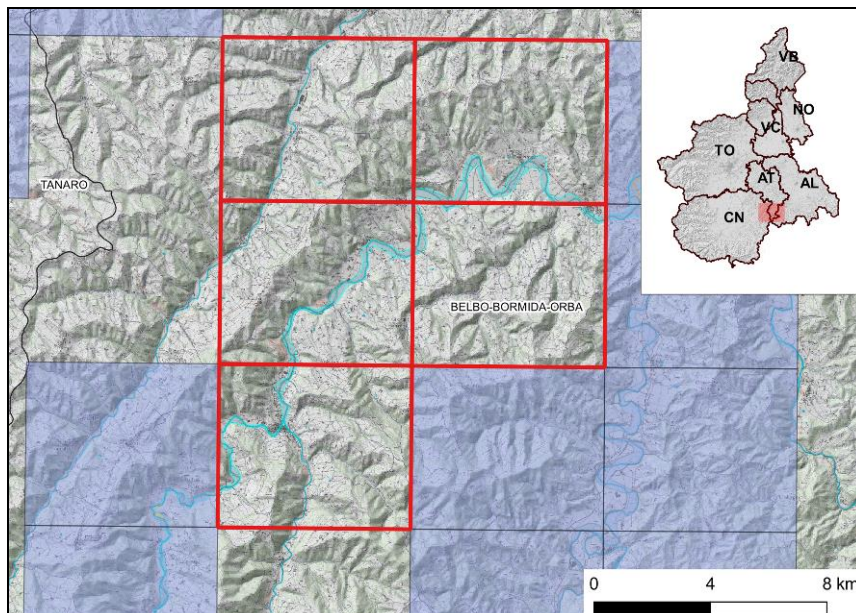 VB
NO
VC
TO
AT
AL
CN
TANARO
BELBO-BORMIDA-ORBA
0 4 8 km